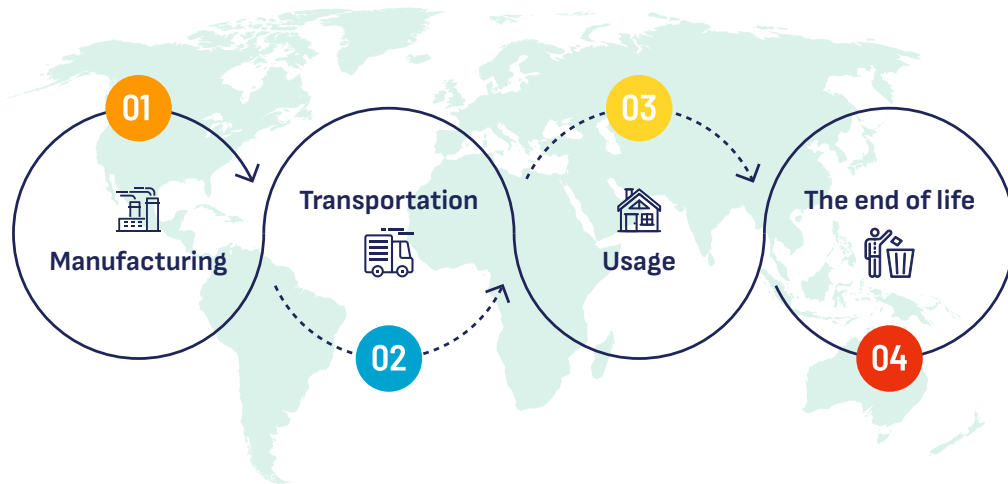 01
Manufacturing
Transportation
02
03
Usage
The end of life
04